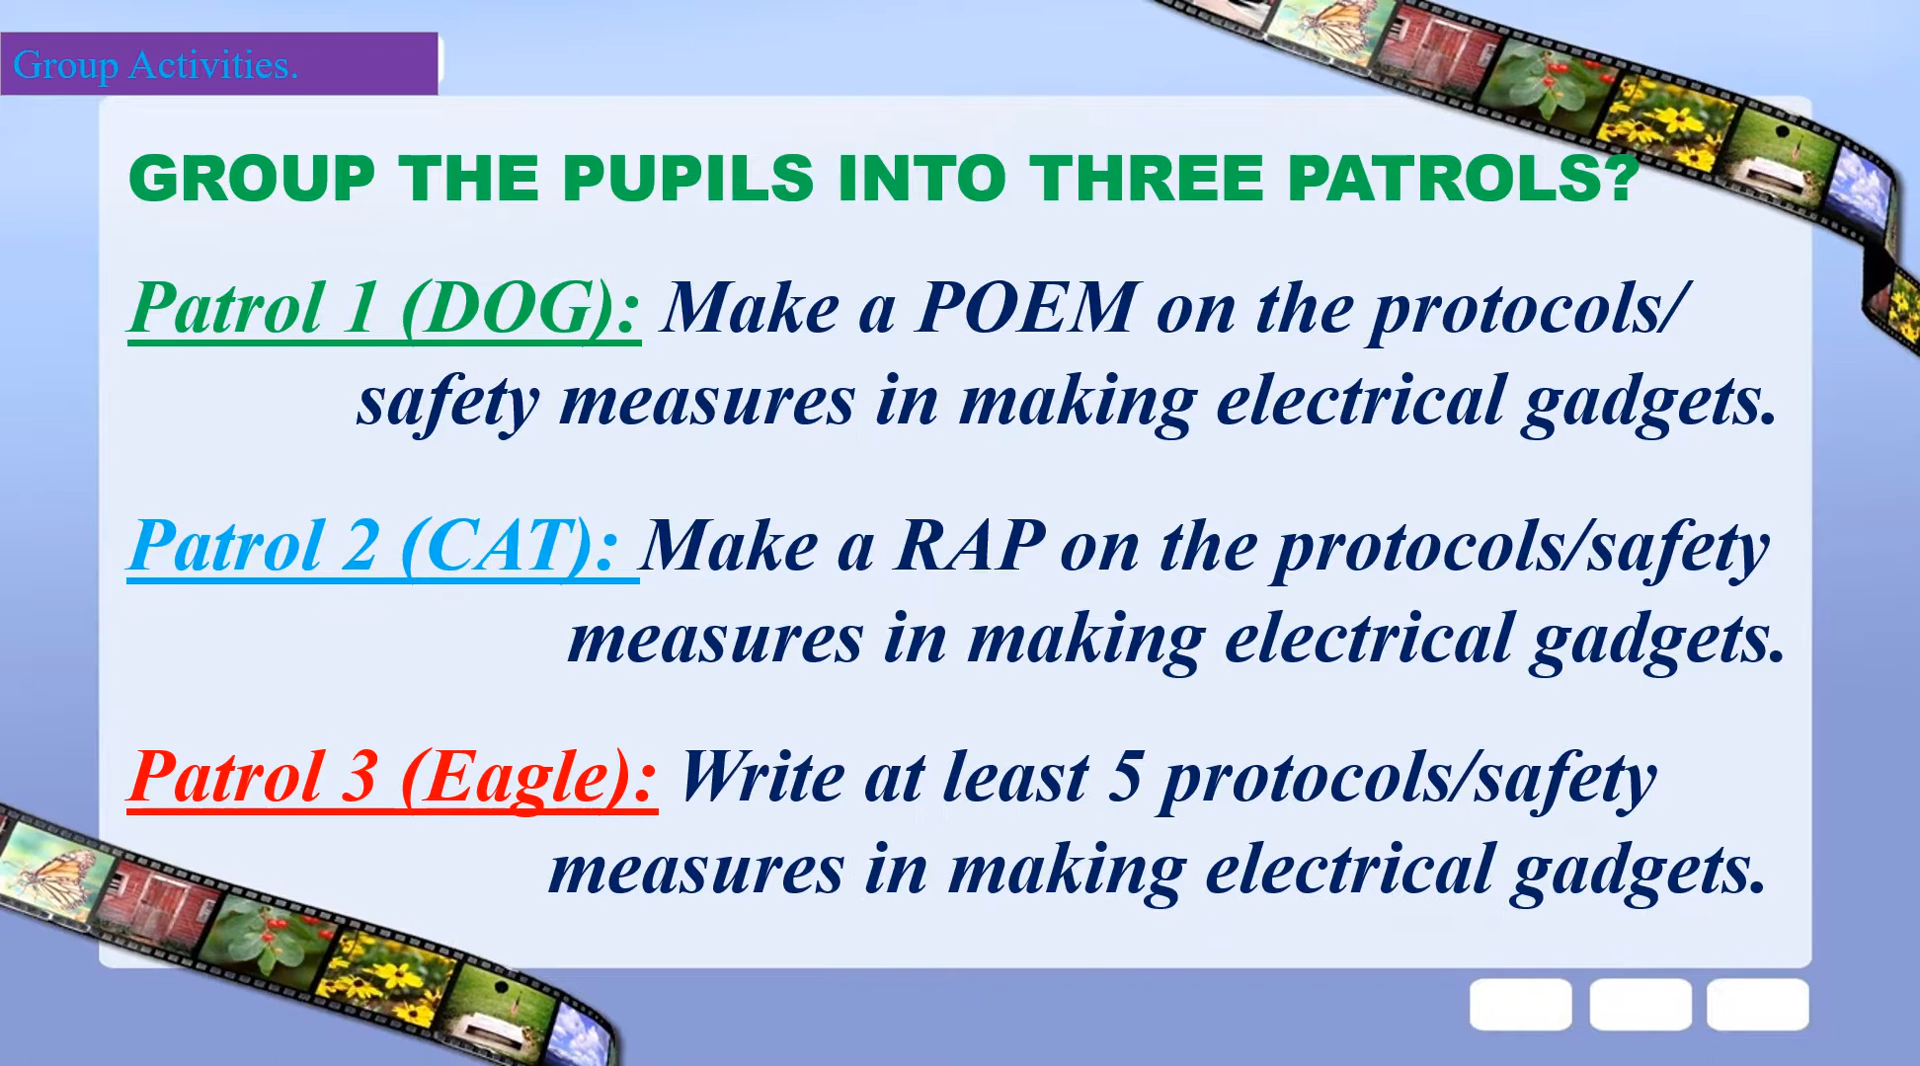 Group Activities.
GROUP THE PUPILS INTO THREE PATROLS?
Patrol 1 (DOG): Make a POEM on the protocols/
safety measures in making electrical gadgets.
Patrol 2 (CAT): Make a RAP on the protocols/safety
measures in making electrical gadgets.
Patrol 3 (Eagle): Write at least 5 protocols/safety
measures in making electrical gadgets.